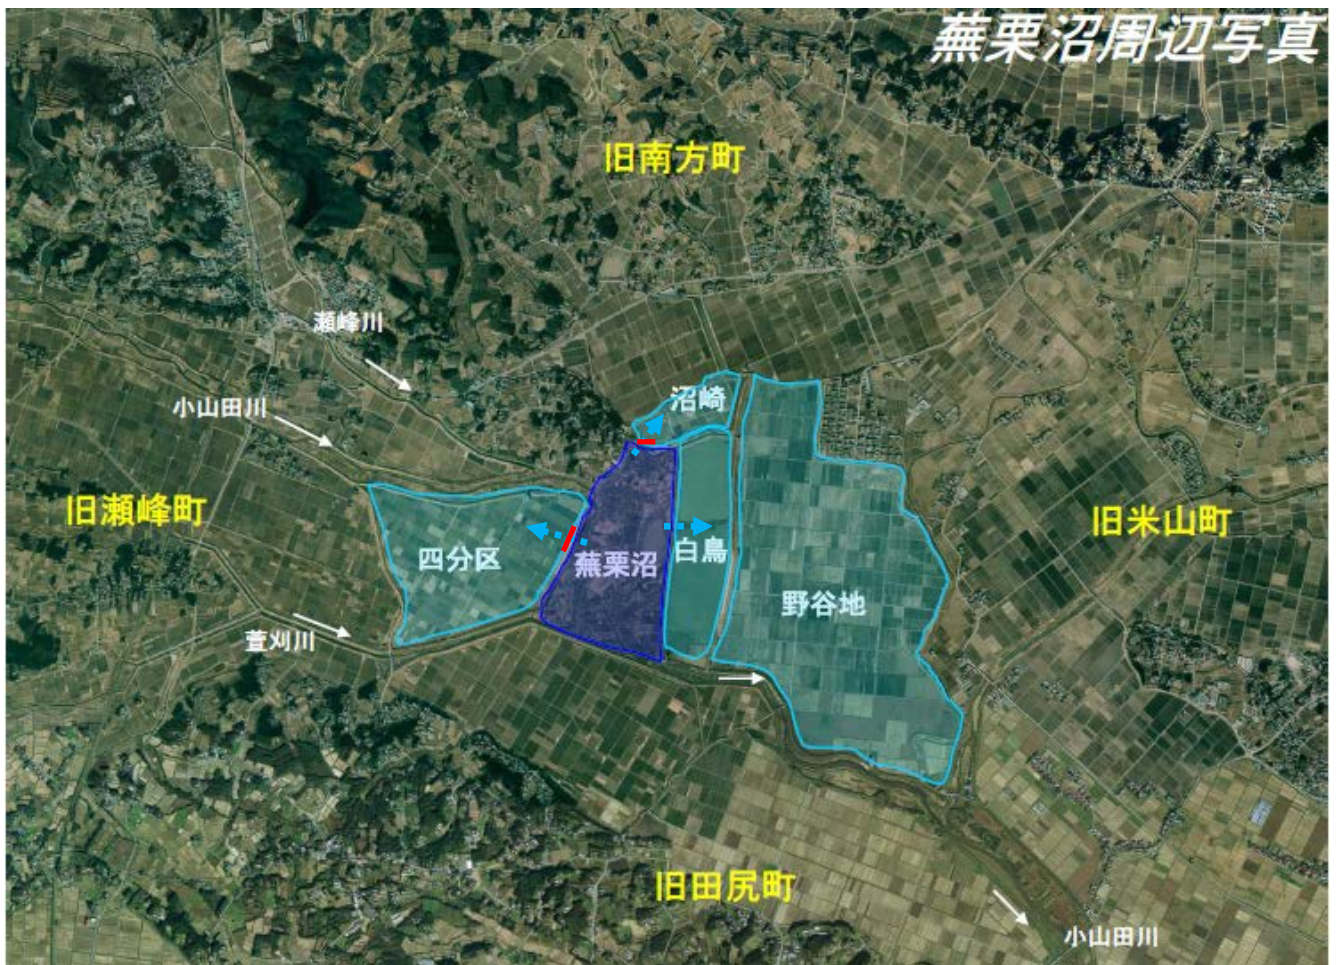 蕪栗沼周辺写真
旧南方町
瀬峰川
沼崎
小山田川
旧瀬峰町
旧米山町
四分区
蕪栗沼
白鳥
野谷地
萱刈川
旧田尻町
小山田川